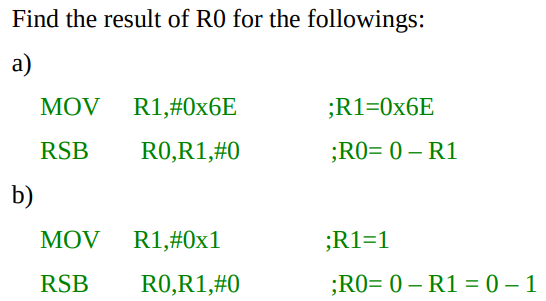 Find the result of R0 for the followings:
a)
MOV R1,#0x6E ;R1=0x6E
RSB R0,R1,#0 ;R0= 0 – R1
b)
MOV R1,#0x1 ;R1=1
RSB R0,R1,#0 ;R0= 0 – R1 = 0 – 1